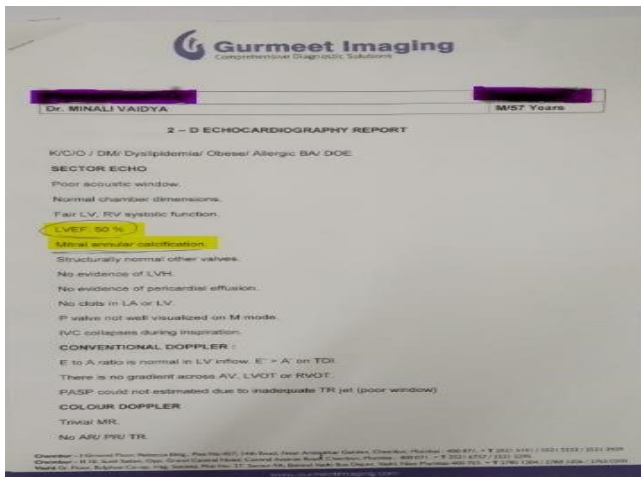 Gurmeet Imaging
Comprehensive Diagnostic Solutions
Dr. MINALI VAIDYA M/57 Years
2 – D ECHOCARDIOGRAPHY REPORT
K/C/O / DM/ Dyslipidemia/ Obese/ Allergic BA/ DOE
SECTOR ECHO
Poor acoustic window.
Normal chamber dimensions.
Fair LV, RV systolic function.
LVEF: 50 %
Mitral annular calcification.
Structurally normal other valves.
No evidence of LVH.
No evidence of pericardial effusion.
No clots in LA or LV.
P valve not well visualized on M mode.
IVC collapses during inspiration.
CONVENTIONAL DOPPLER :
E to A ratio is normal in LV inflow. E' > A' on TDI.
There is no gradient across AV, LVOT or RVOT.
PASP could not estimated due to inadequate TR jet (poor window)
COLOUR DOPPLER
Trivial MR.
No AR/ PR/ TR.